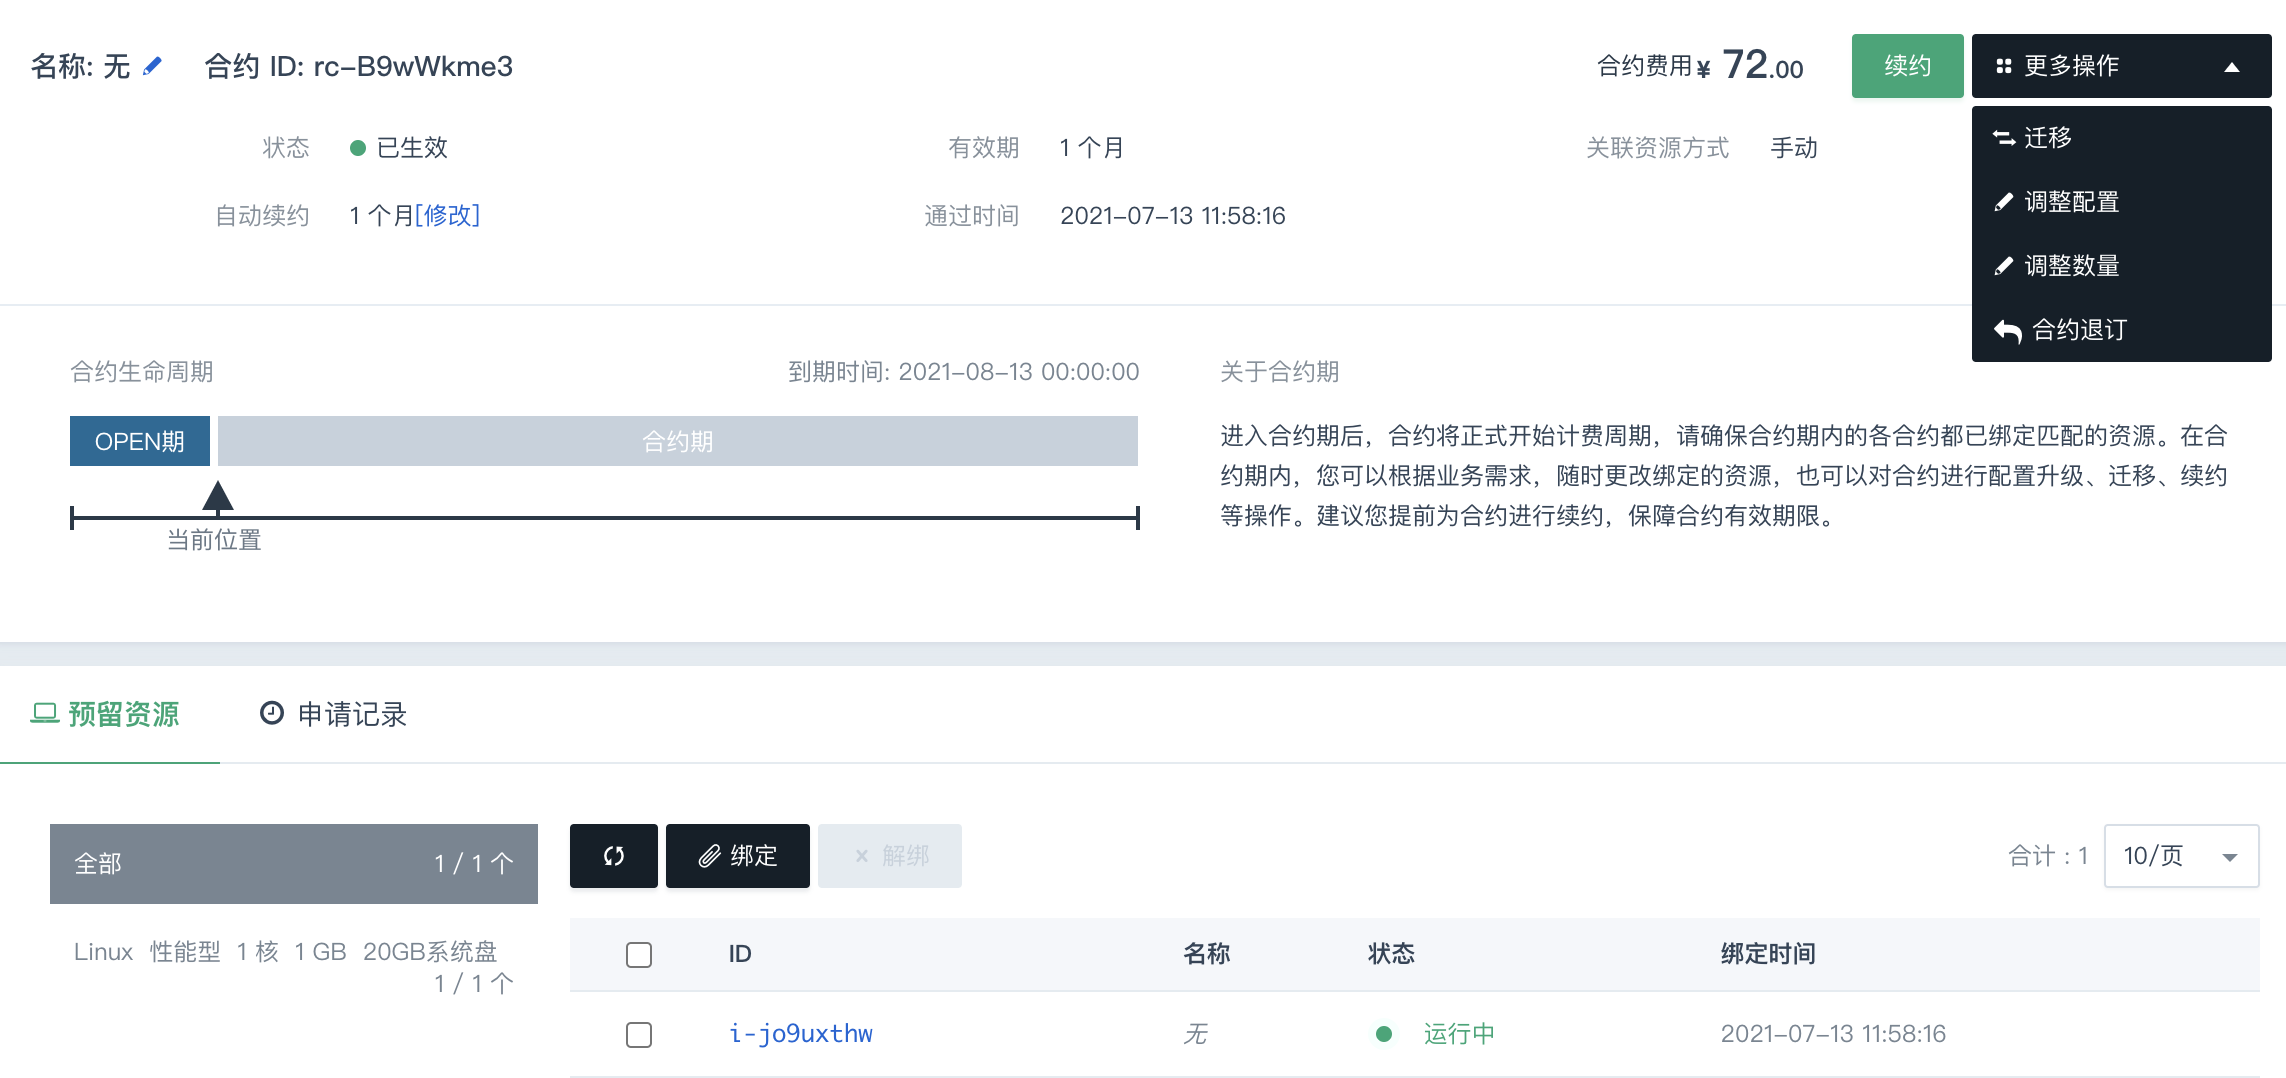 名称: 无 合约 ID: rc-B9wWkme3 合约费用 ¥ 72.00 续约 更多操作
迁移
调整配置
调整数量
合约退订
状态 已生效 有效期 1 个月 关联资源方式 手动
自动续约 1 个月[修改] 通过时间 2021-07-13 11:58:16
合约生命周期 到期时间: 2021-08-13 00:00:00
OPEN期 合约期
当前位置
关于合约期
进入合约期后，合约将正式开始计费周期，请确保合约期内的各合约都已绑定匹配的资源。在合
约期内，您可以根据业务需求，随时更改绑定的资源，也可以对合约进行配置升级、迁移、续约
等操作。建议您提前为合约进行续约，保障合约有效期限。
预留资源 申请记录
全部 1 / 1 个
Linux 性能型 1 核 1 GB 20GB系统盘
1 / 1 个
绑定 × 解绑 合计 : 1 10/页
ID 名称 状态 绑定时间
i-jo9uxthw 无 运行中 2021-07-13 11:58:16